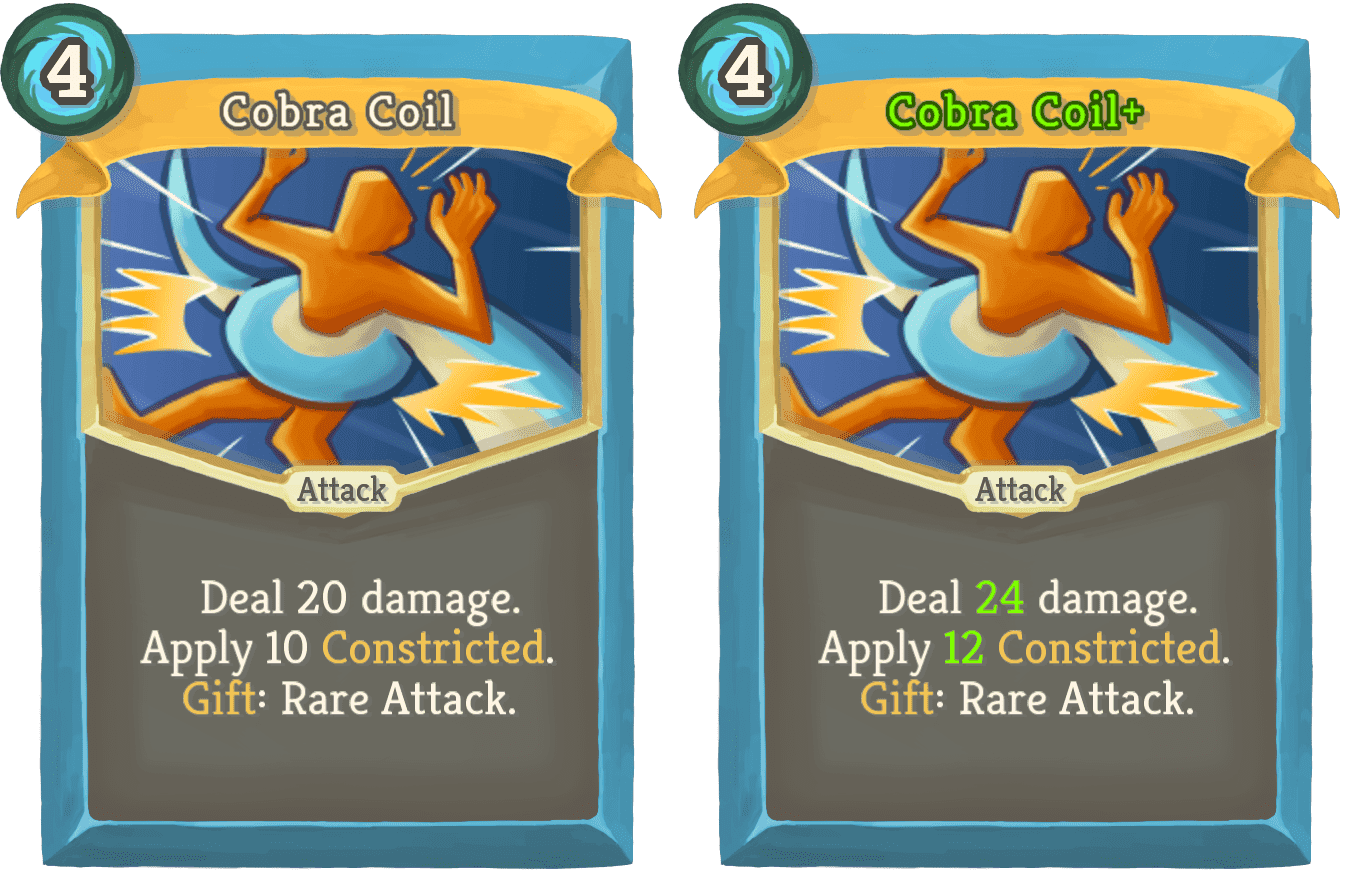 4
Cobra Coil
Attack
Deal 20 damage.
Apply 10 Constricted.
Gift: Rare Attack.
4
Cobra Coil+
Attack
Deal 24 damage.
Apply 12 Constricted.
Gift: Rare Attack.